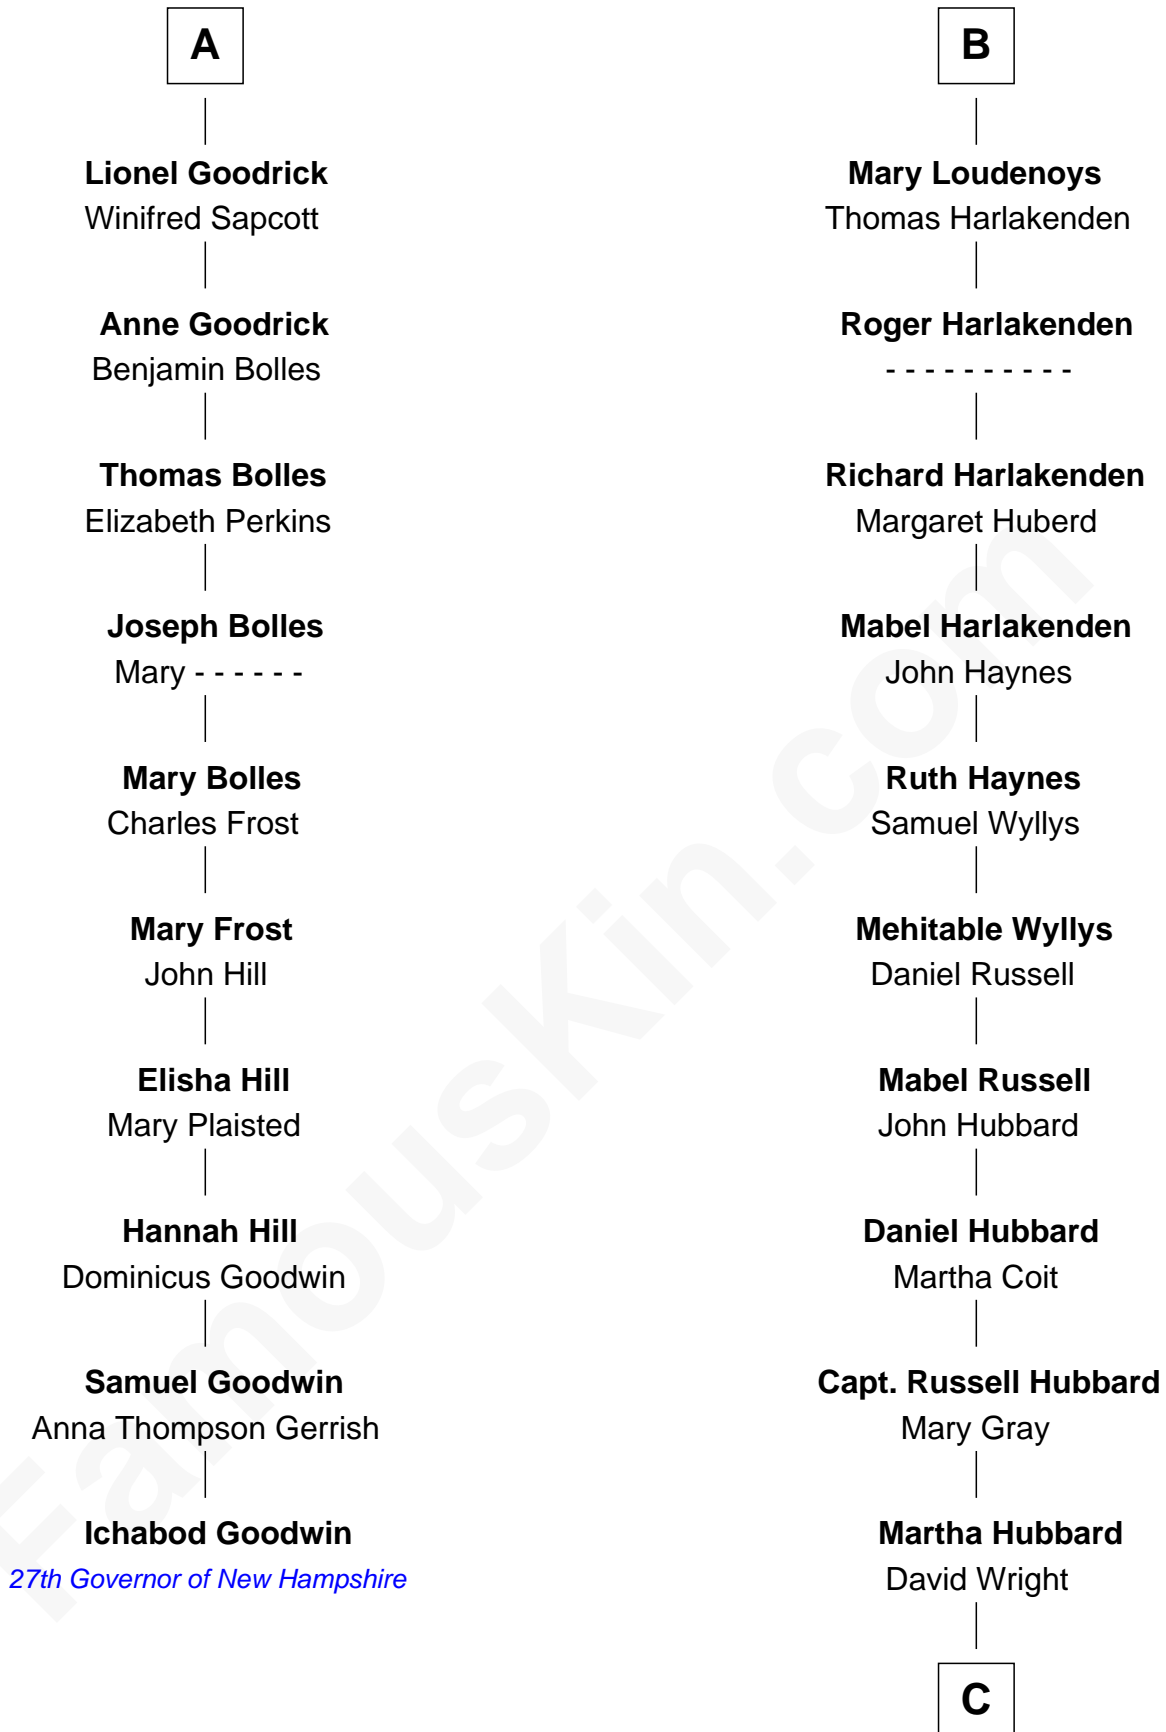 A
Lionel Goodrick
Winifred Sapcott
Anne Goodrick
Benjamin Bolles
Thomas Bolles
Elizabeth Perkins
Joseph Bolles
Mary - - - - - -
Mary Bolles
Charles Frost
Mary Frost
John Hill
Elisha Hill
Mary Plaisted
Hannah Hill
Dominicus Goodwin
Samuel Goodwin
Anna Thompson Gerrish
Ichabod Goodwin
27th Governor of New Hampshire
B
Mary Loudenoys
Thomas Harlakenden
Roger Harlakenden
- - - - - - - - - -
Richard Harlakenden
Margaret Huberd
Mabel Harlakenden
John Haynes
Ruth Haynes
Samuel Wyllys
Mehitable Wyllys
Daniel Russell
Mabel Russell
John Hubbard
Daniel Hubbard
Martha Coit
Capt. Russell Hubbard
Mary Gray
Martha Hubbard
David Wright
C
FamousKin.com